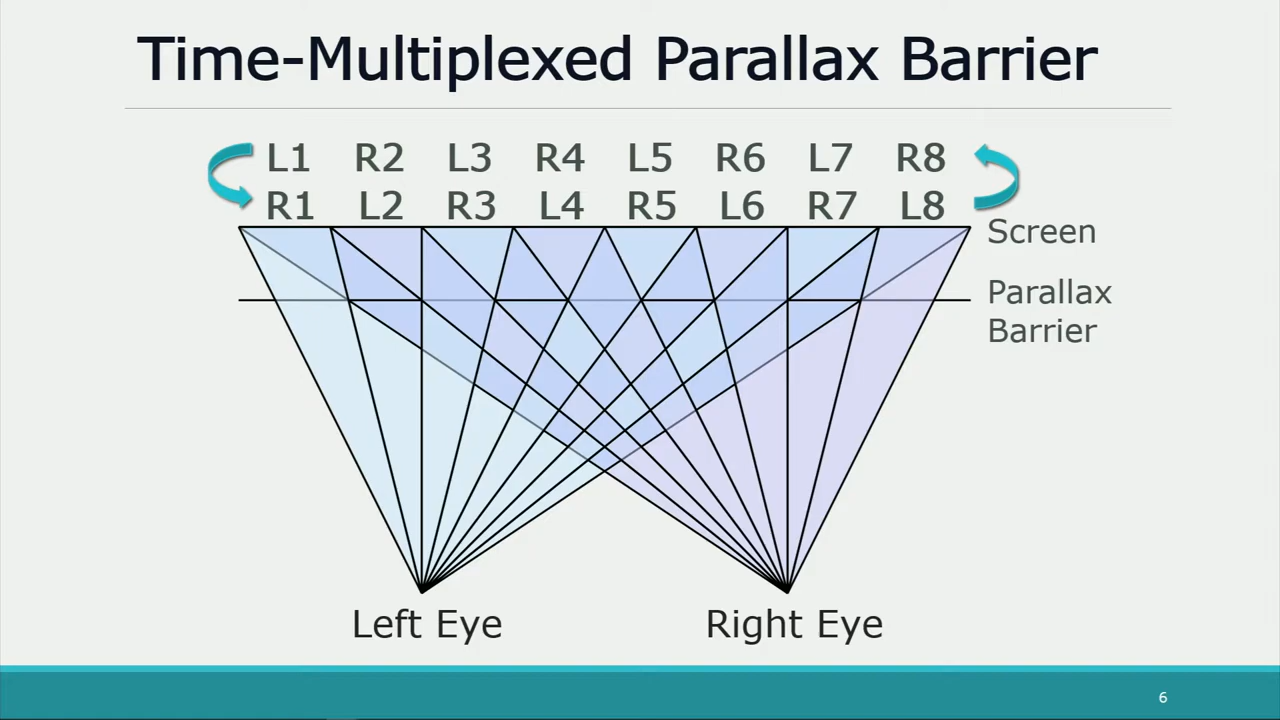 Time-Multiplexed Parallax Barrier
L1 R2 L3 R4 L5 R6 L7 R8
R1 L2 R3 L4 R5 L6 R7 L8
Screen
Parallax
Barrier
Left Eye
Right Eye
6